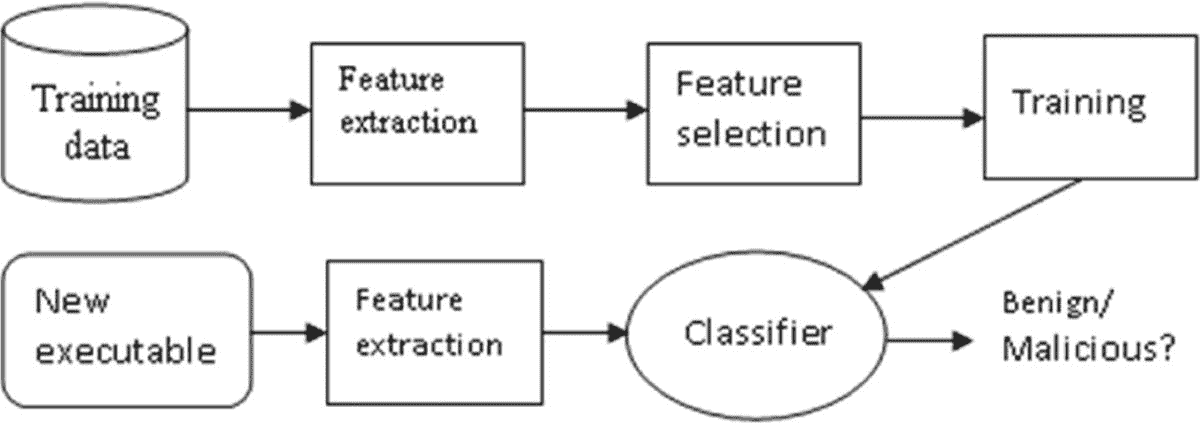 Training
data
Feature
extraction
Feature
selection
Training
New
executable
Feature
extraction
Classifier
Benign/
Malicious?